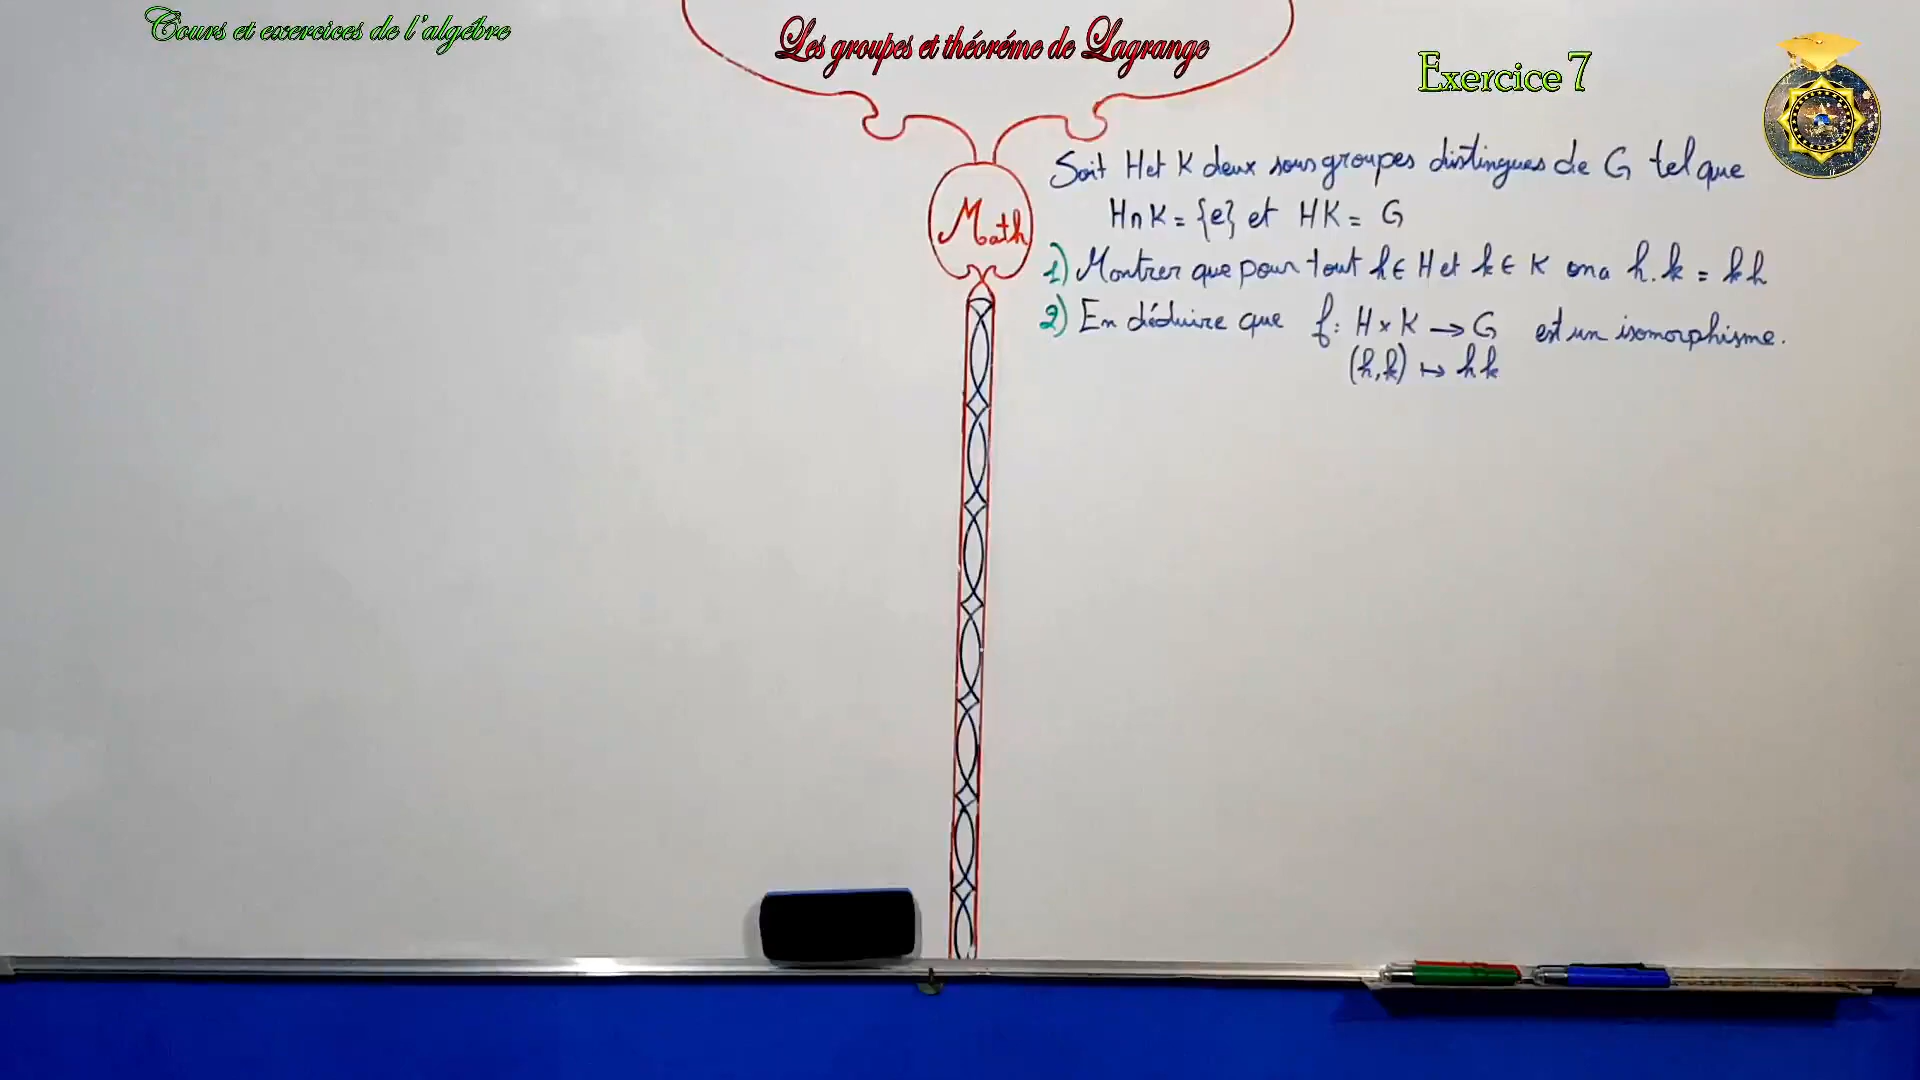 Cours et exercices de l'algébre
Les groupes et théoréme de Lagrange
Exercice 7
Math
Soit H et K deux sous groupes distingues de G tel que
H∩K = {e} et HK = G
1) Montrer que pour tout h ∈ H et k ∈ K on a h.k = kh
2) En déduire que f: H × K → G est un isomorphisme.
(h,k) ↦ hk